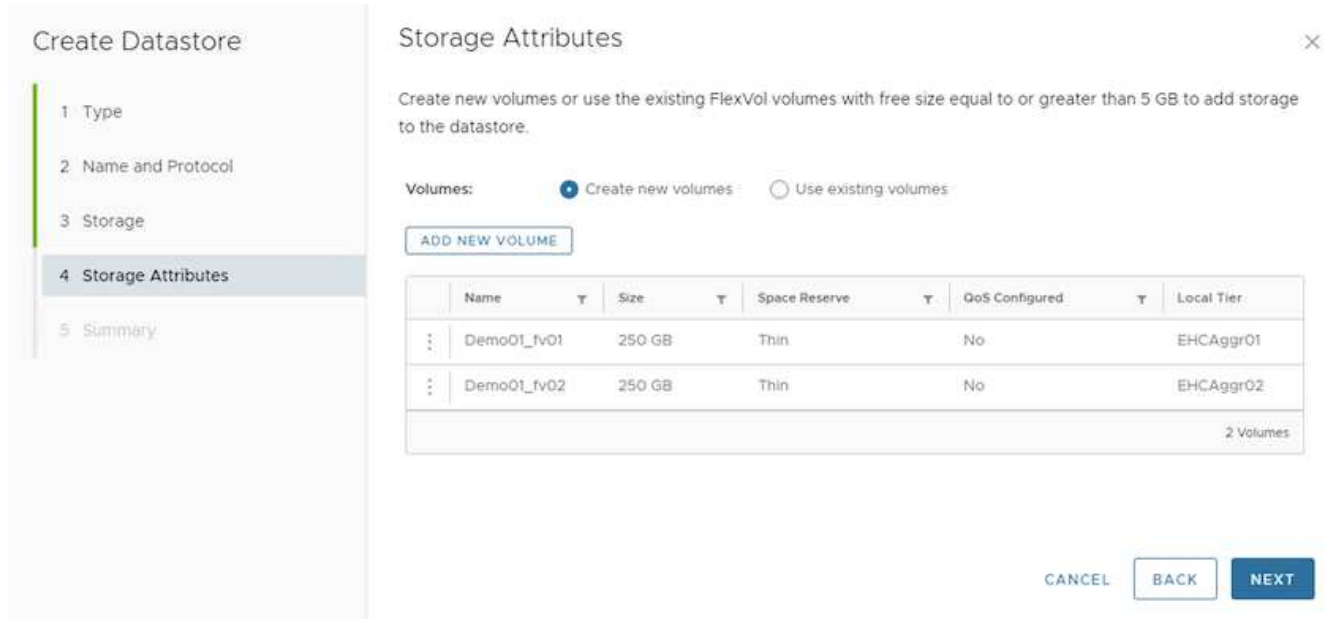 Create Datastore
1 Type
2 Name and Protocol
3 Storage
4 Storage Attributes
5 Summary
Storage Attributes
Create new volumes or use the existing FlexVol volumes with free size equal to or greater than 5 GB to add storage
to the datastore.
Volumes: Create new volumes Use existing volumes
ADD NEW VOLUME
Name Size Space Reserve QoS Configured Local Tier
Demo01_fv01 250 GB Thin No EHCAggr01
Demo01_fv02 250 GB Thin No EHCAggr02
2 Volumes
CANCEL BACK NEXT